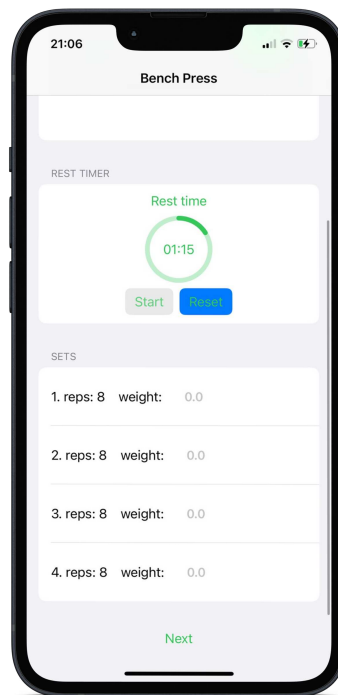 21:06
Bench Press
REST TIMER
Rest time
01:15
Start Reset
SETS
1. reps: 8 weight: 0.0
2. reps: 8 weight: 0.0
3. reps: 8 weight: 0.0
4. reps: 8 weight: 0.0
Next